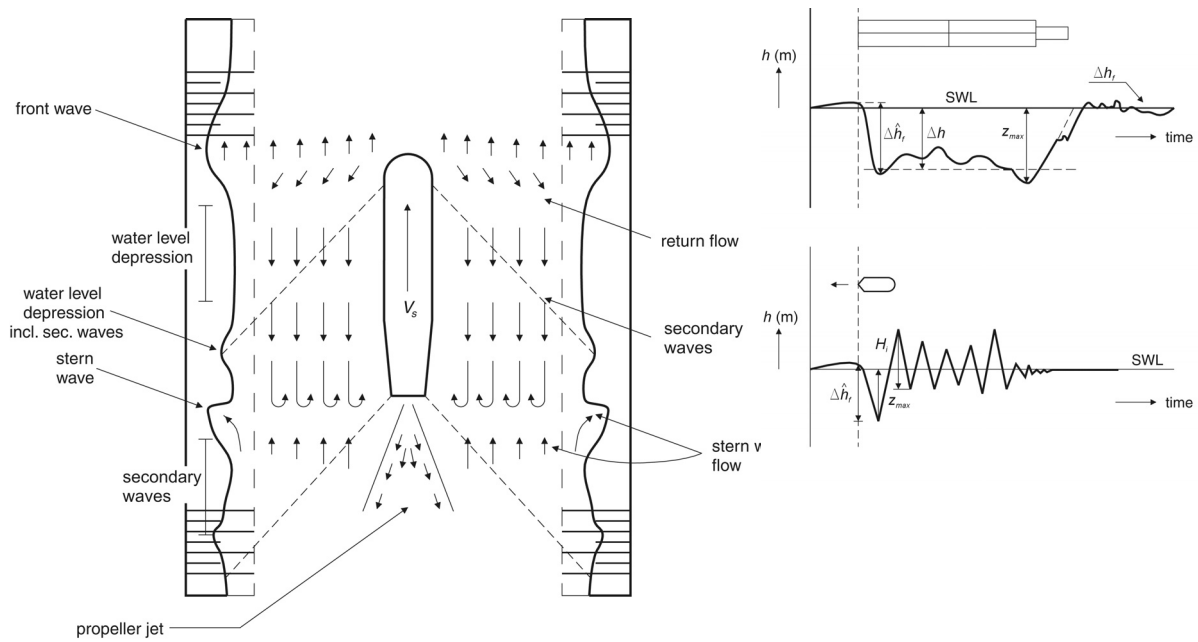 front wave
water level
depression
water level
depression
incl. sec. waves
stern
wave
secondary
waves
propeller jet
V_s
return flow
secondary
waves
stern w
flow
h (m)
SWL
Δĥ_f
Δh
z_max
Δh_f
time
h (m)
H_i
Δĥ_f
z_max
SWL
time